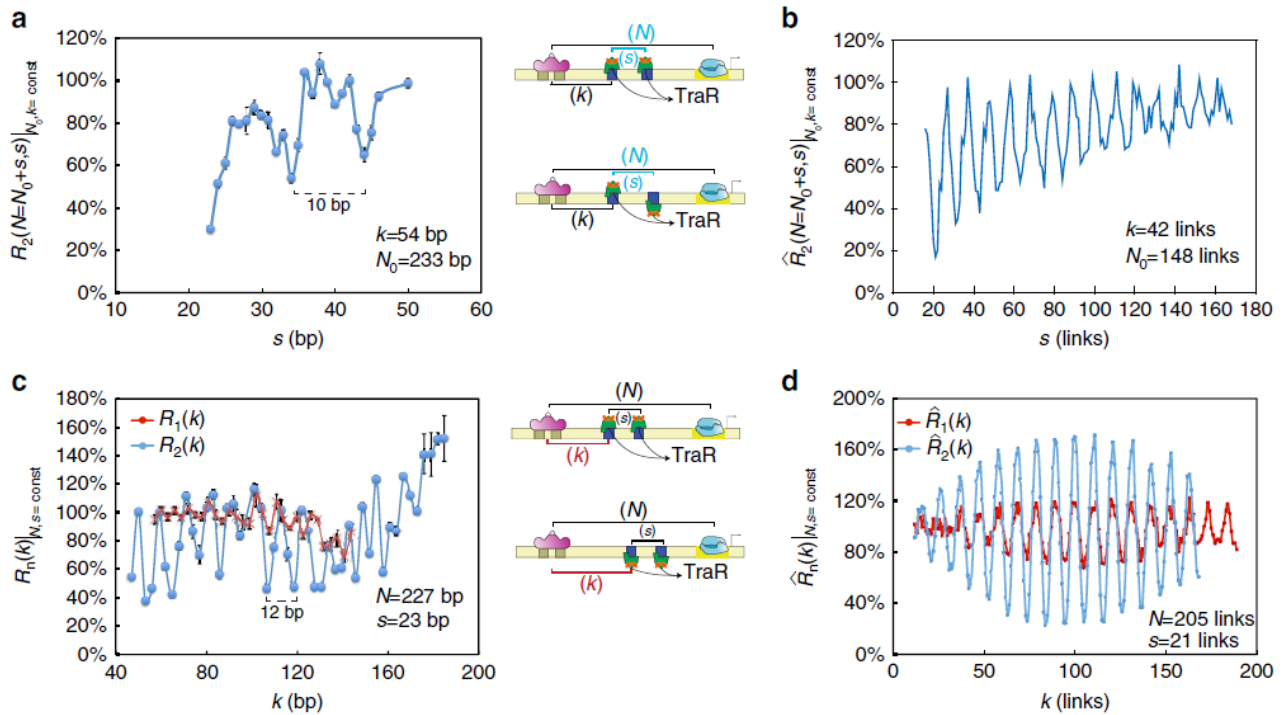 a
120%
100%
80%
60%
40%
20%
0%
10 20 30 40 50 60
s (bp)
R₂(N=N₀+s,s)|N₀,k= const
10 bp
k=54 bp
N₀=233 bp
(N)
(s)
(k)
TraR
(N)
(s)
(k)
TraR
b
120%
100%
80%
60%
40%
20%
0%
0 20 40 60 80 100 120 140 160 180
s (links)
R̂₂(N=N₀+s,s)|N₀,k= const
k=42 links
N₀=148 links
c
180%
160%
140%
120%
100%
80%
60%
40%
20%
0%
40 80 120 160 200
k (bp)
Rₙ(k)|N,s= const
R₁(k)
R₂(k)
12 bp
N=227 bp
s=23 bp
(N)
(s)
(k)
TraR
(N)
(s)
(k)
TraR
d
200%
160%
120%
80%
40%
0%
0 50 100 150 200
k (links)
R̂ₙ(k)|N,s= const
R̂₁(k)
R̂₂(k)
N=205 links
s=21 links